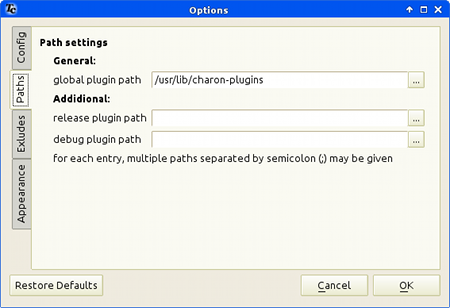 Options
Config
Paths
Exludes
Appearance
Path settings
General:
global plugin path /usr/lib/charon-plugins ...
Addidional:
release plugin path ...
debug plugin path ...
for each entry, multiple paths separated by semicolon (;) may be given
Restore Defaults Cancel OK